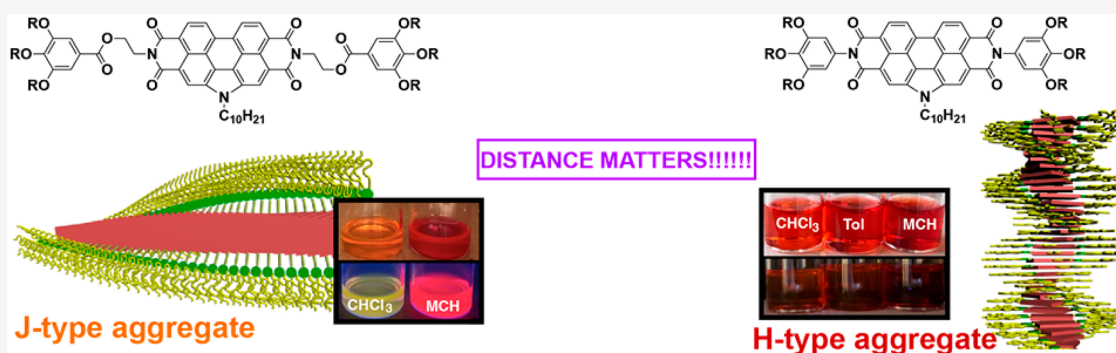 RO
O
O
O
OR
RO
O
N
N
O
OR
RO
O
O
O
O
OR
N
C10H21
RO
O
O
OR
RO
N
N
OR
RO
O
O
OR
N
C10H21
DISTANCE MATTERS!!!!!!
CHCl3
MCH
J-type aggregate
CHCl3 Tol MCH
H-type aggregate